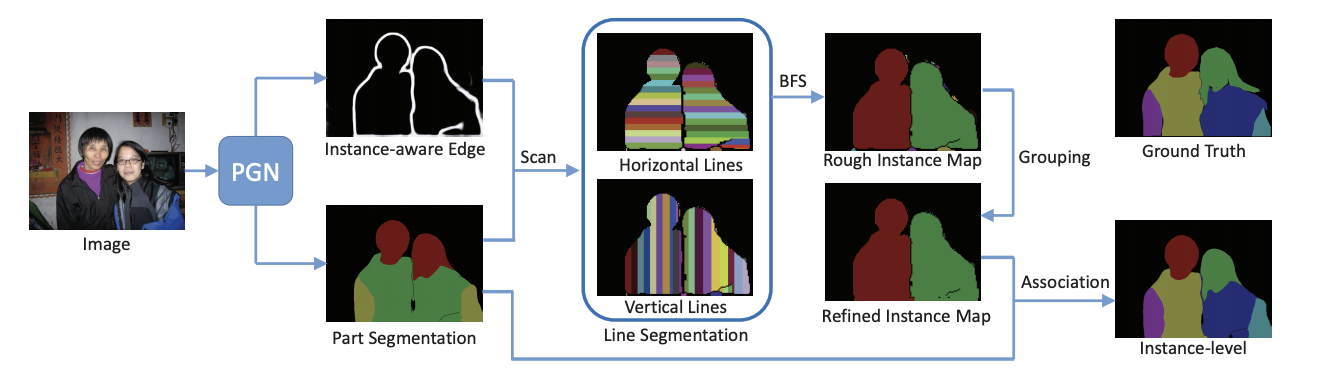 Image
PGN
Instance-aware Edge
Part Segmentation
Scan
Horizontal Lines
Vertical Lines
Line Segmentation
BFS
Rough Instance Map
Grouping
Refined Instance Map
Association
Ground Truth
Instance-level